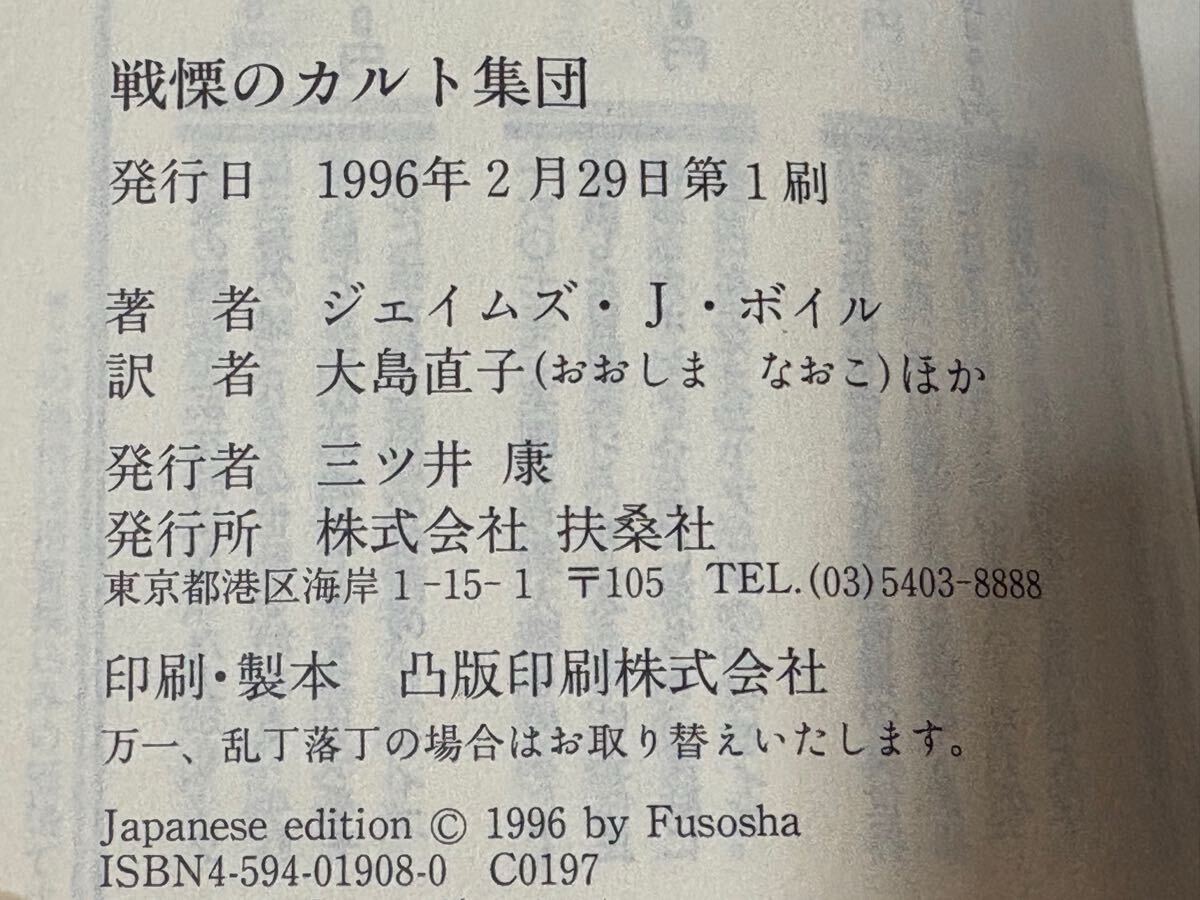 戦慄のカルト集団
発行日　1996年2月29日第1刷
著　者　ジェイムズ・J・ボイル
訳　者　大島直子(おおしま　なおこ)ほか
発行者　三ツ井 康
発行所　株式会社 扶桑社
東京都港区海岸1-15-1　〒105　TEL.(03)5403-8888
印刷・製本　凸版印刷株式会社
万一、乱丁落丁の場合はお取り替えいたします。
Japanese edition © 1996 by Fusosha
ISBN4-594-01908-0　C0197